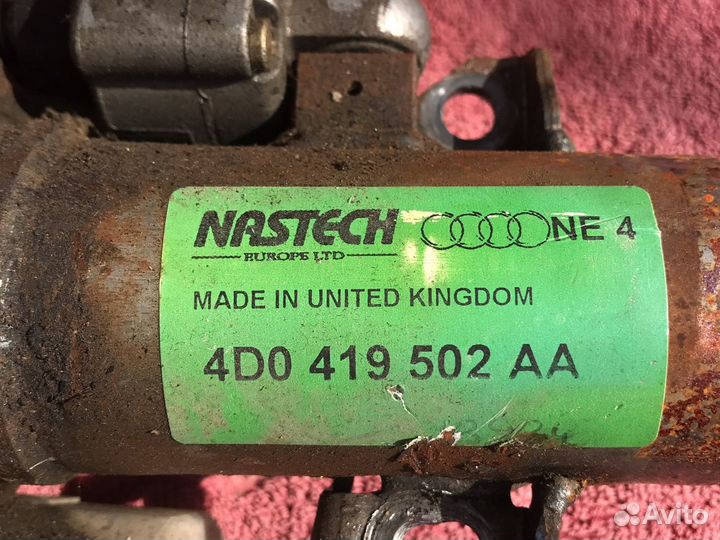 NASTECH
EUROPE LTD
NE 4
MADE IN UNITED KINGDOM
4D0 419 502 AA
Avito